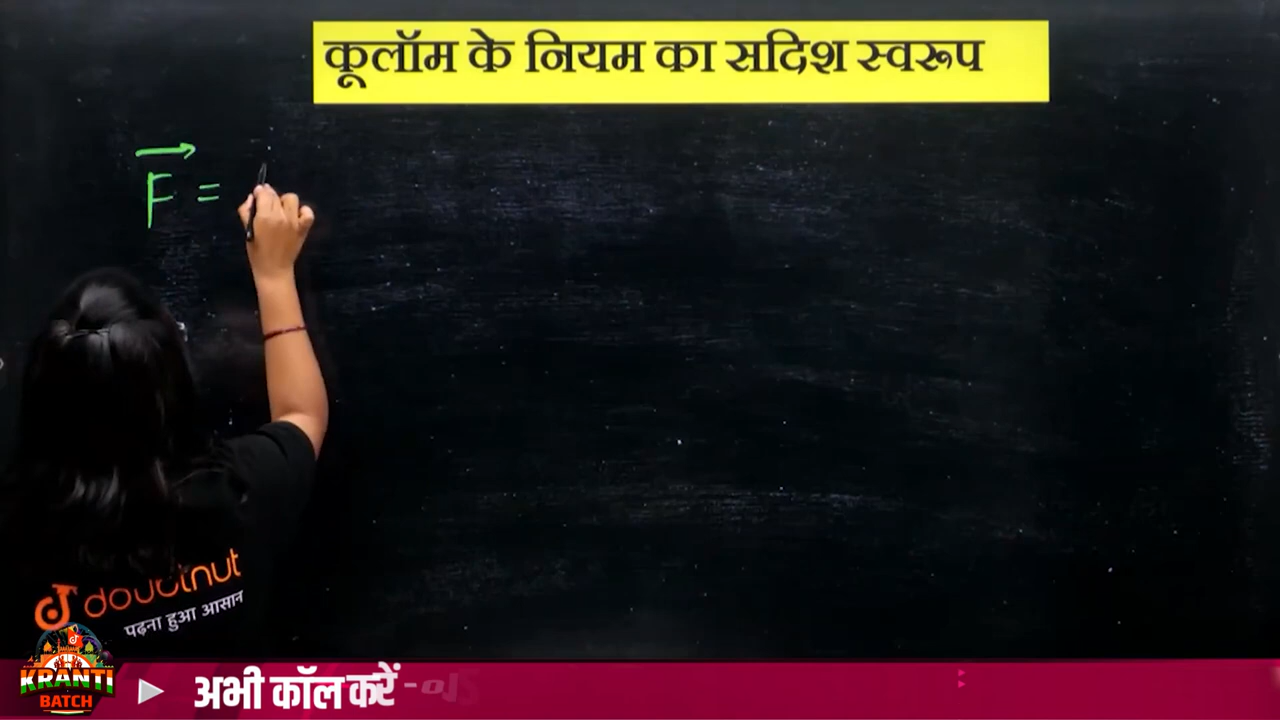 कूलॉम के नियम का सदिश स्वरूप
F⃗ =
doubtnut
पढ़ना हुआ आसान
KRANTI
BATCH
अभी कॉल करें